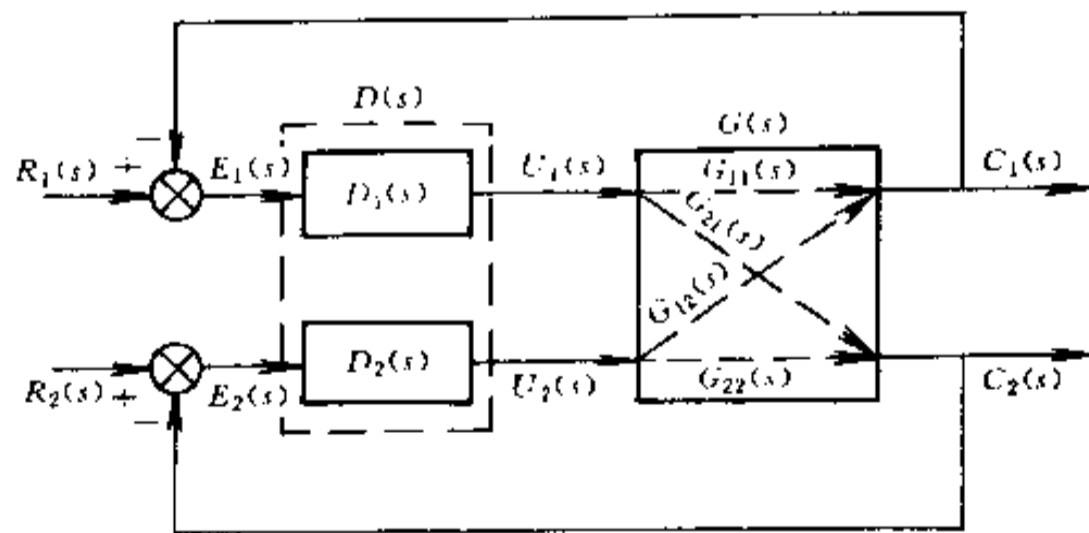 D(s)
G(s)
R₁(s) +
−
E₁(s)
D₁(s)
U₁(s)
G₁₁(s)
C₁(s)
G₂₁(s)
G₁₂(s)
R₂(s) +
−
E₂(s)
D₂(s)
U₂(s)
G₂₂(s)
C₂(s)